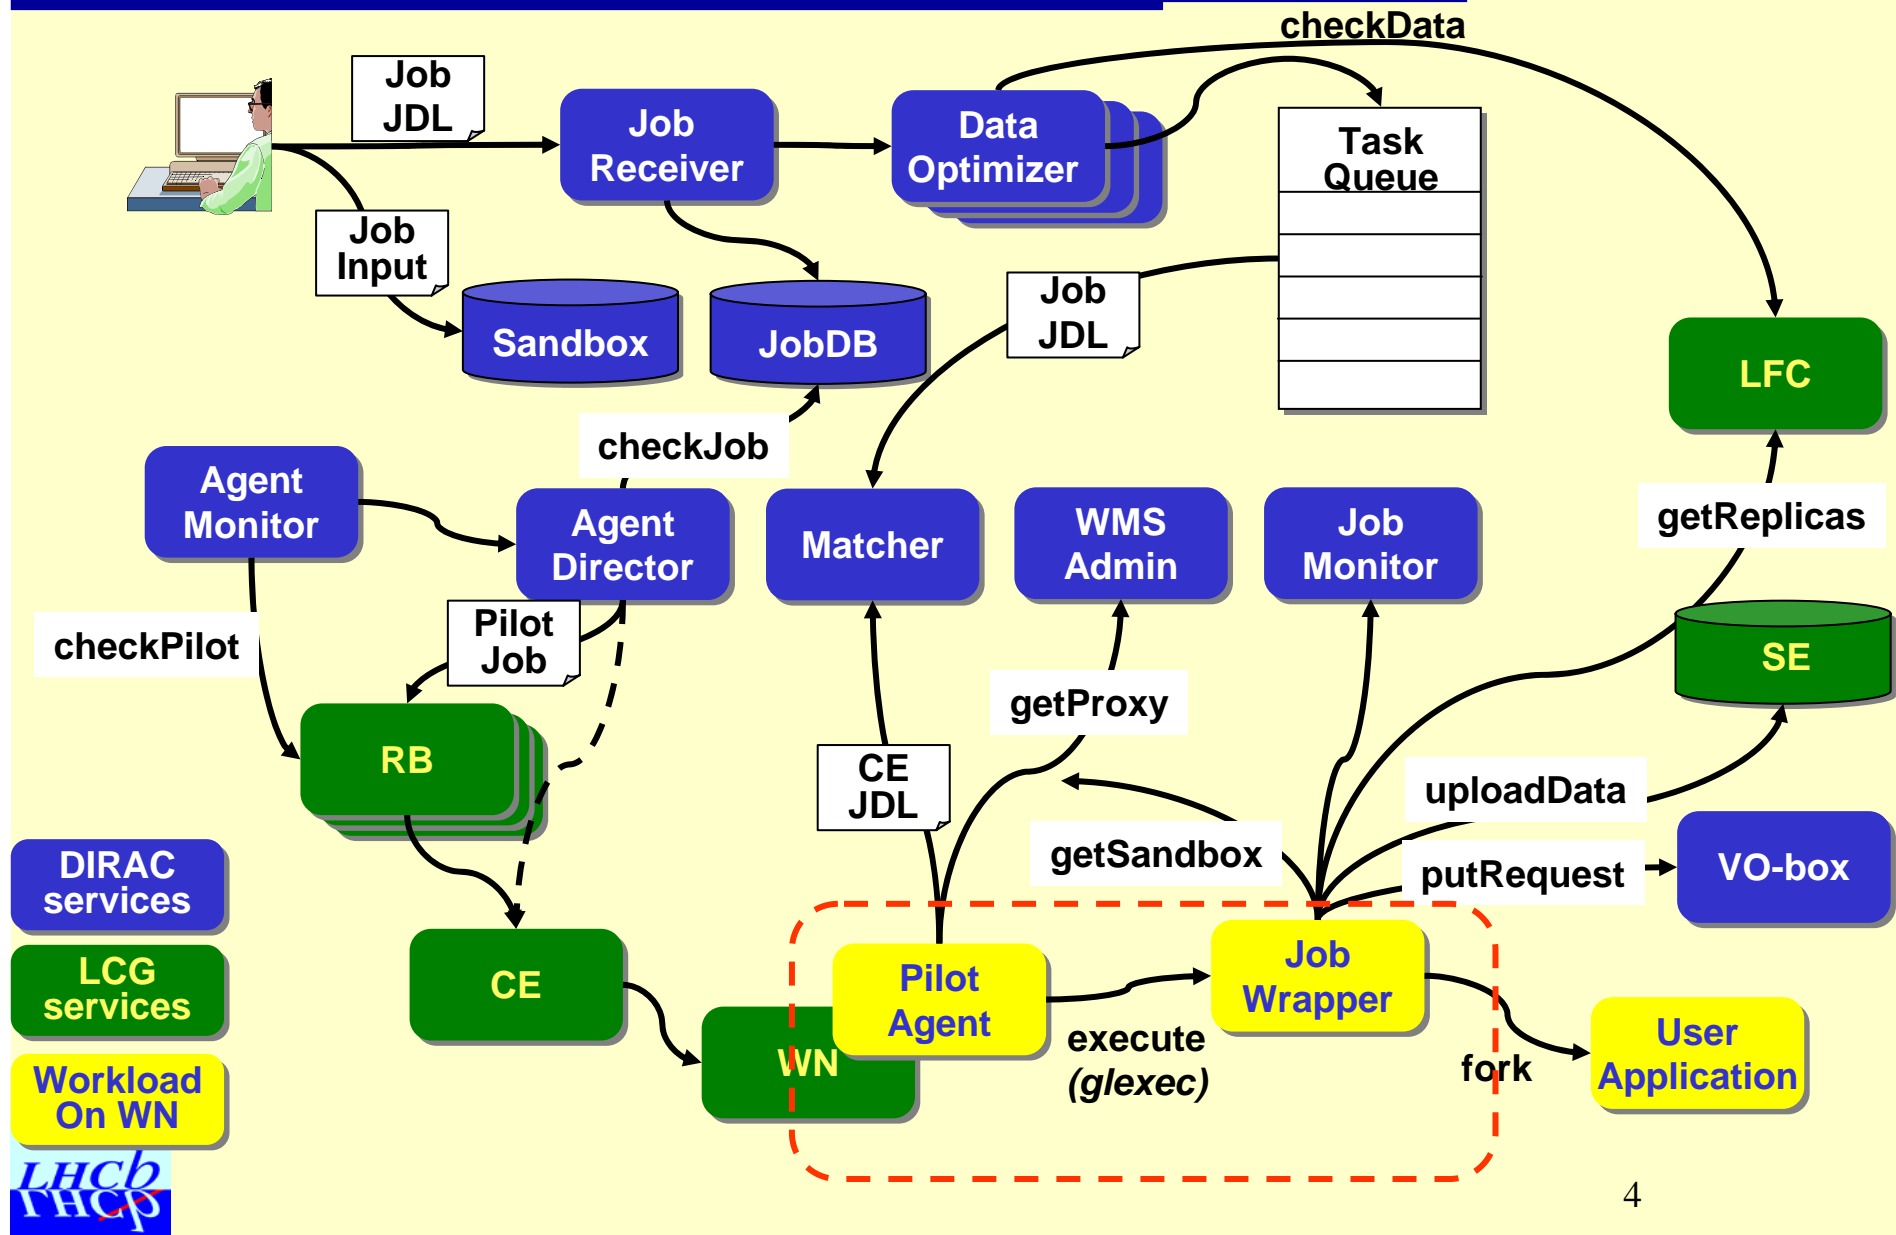 checkData
Job
JDL
Job
Receiver
Data
Optimizer
Task
Queue
Job
Input
Sandbox
JobDB
Job
JDL
LFC
checkJob
Agent
Monitor
Agent
Director
Matcher
WMS
Admin
Job
Monitor
getReplicas
checkPilot
Pilot
Job
SE
getProxy
RB
CE
JDL
uploadData
getSandbox
putRequest
VO-box
DIRAC
services
LCG
services
Workload
On WN
CE
WN
Pilot
Agent
Job
Wrapper
execute
(glexec)
fork
User
Application
LHCb
4